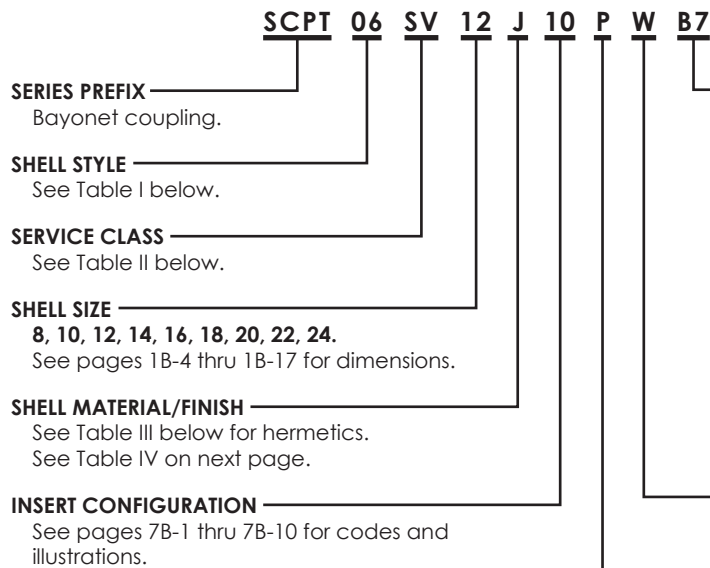 SCPT 06 SV 12 J 10 P W B7
SERIES PREFIX
Bayonet coupling.
SHELL STYLE
See Table I below.
SERVICE CLASS
See Table II below.
SHELL SIZE
8, 10, 12, 14, 16, 18, 20, 22, 24.
See pages 1B-4 thru 1B-17 for dimensions.
SHELL MATERIAL/FINISH
See Table III below for hermetics.
See Table IV on next page.
INSERT CONFIGURATION
See pages 7B-1 thru 7B-10 for codes and
illustrations.